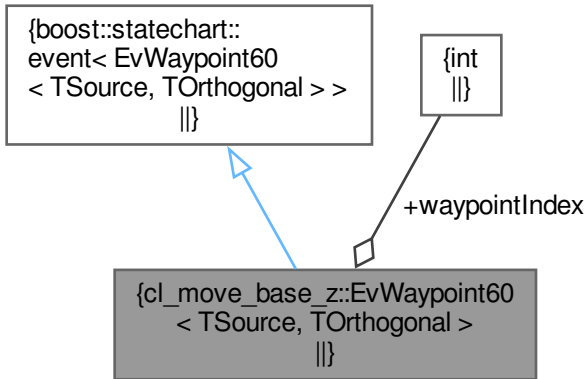 {boost::statechart::
event< EvWaypoint60
< TSource, TOrthogonal > >
||}
{int
||}
+waypointIndex
{cl_move_base_z::EvWaypoint60
< TSource, TOrthogonal >
||}